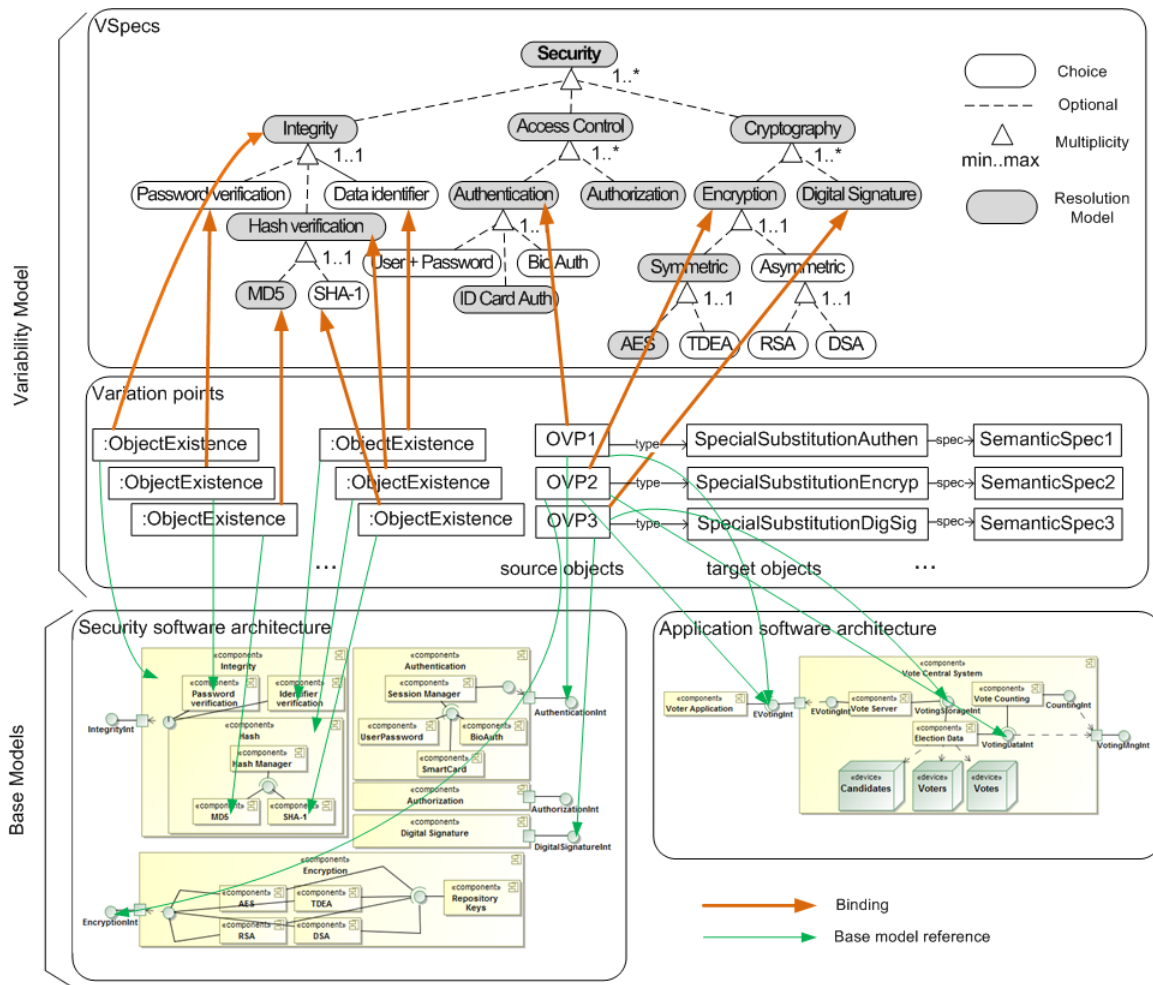 VSpecs
Security
1..*
Choice
Optional
Multiplicity
min..max
Resolution
Model
Integrity
Access Control
Cryptography
1..1
1..*
1..*
Password verification
Data identifier
Authentication
Authorization
Encryption
Digital Signature
Hash verification
1..
1..1
1..1
User + Password
Bio Auth
Symmetric
Asymmetric
MD5
SHA-1
ID Card Auth
1..1
1..1
AES
TDEA
RSA
DSA
Variability Model
Variation points
:ObjectExistence
:ObjectExistence
OVP1
type
SpecialSubstitutionAuthen
spec
SemanticSpec1
:ObjectExistence
:ObjectExistence
OVP2
type
SpecialSubstitutionEncryp
spec
SemanticSpec2
:ObjectExistence
:ObjectExistence
OVP3
type
SpecialSubstitutionDigSig
spec
SemanticSpec3
...
source objects
target objects
...
Base Models
Security software architecture
«component»
Integrity
«component»
Password
verification
«component»
Identifier
verification
IntegrityInt
«component»
Hash
«component»
Hash Manager
«component»
MD5
«component»
SHA-1
«component»
Authentication
«component»
Session Manager
AuthenticationInt
«component»
UserPassword
«component»
BioAuth
«component»
SmartCard
«component»
Authorization
AuthorizationInt
«component»
Digital Signature
DigitalSignatureInt
«component»
Encryption
«component»
AES
«component»
TDEA
«component»
Repository
Keys
EncryptionInt
«component»
RSA
«component»
DSA
Application software architecture
«component»
Vote Central System
«component»
Voter Application
EVotingInt
EVotingInt
«component»
Vote Server
VotingStorageInt
«component»
Vote Counting
CountingInt
«component»
Election Data
VotingDataInt
VotingMngInt
«device»
Candidates
«device»
Voters
«device»
Votes
Binding
Base model reference